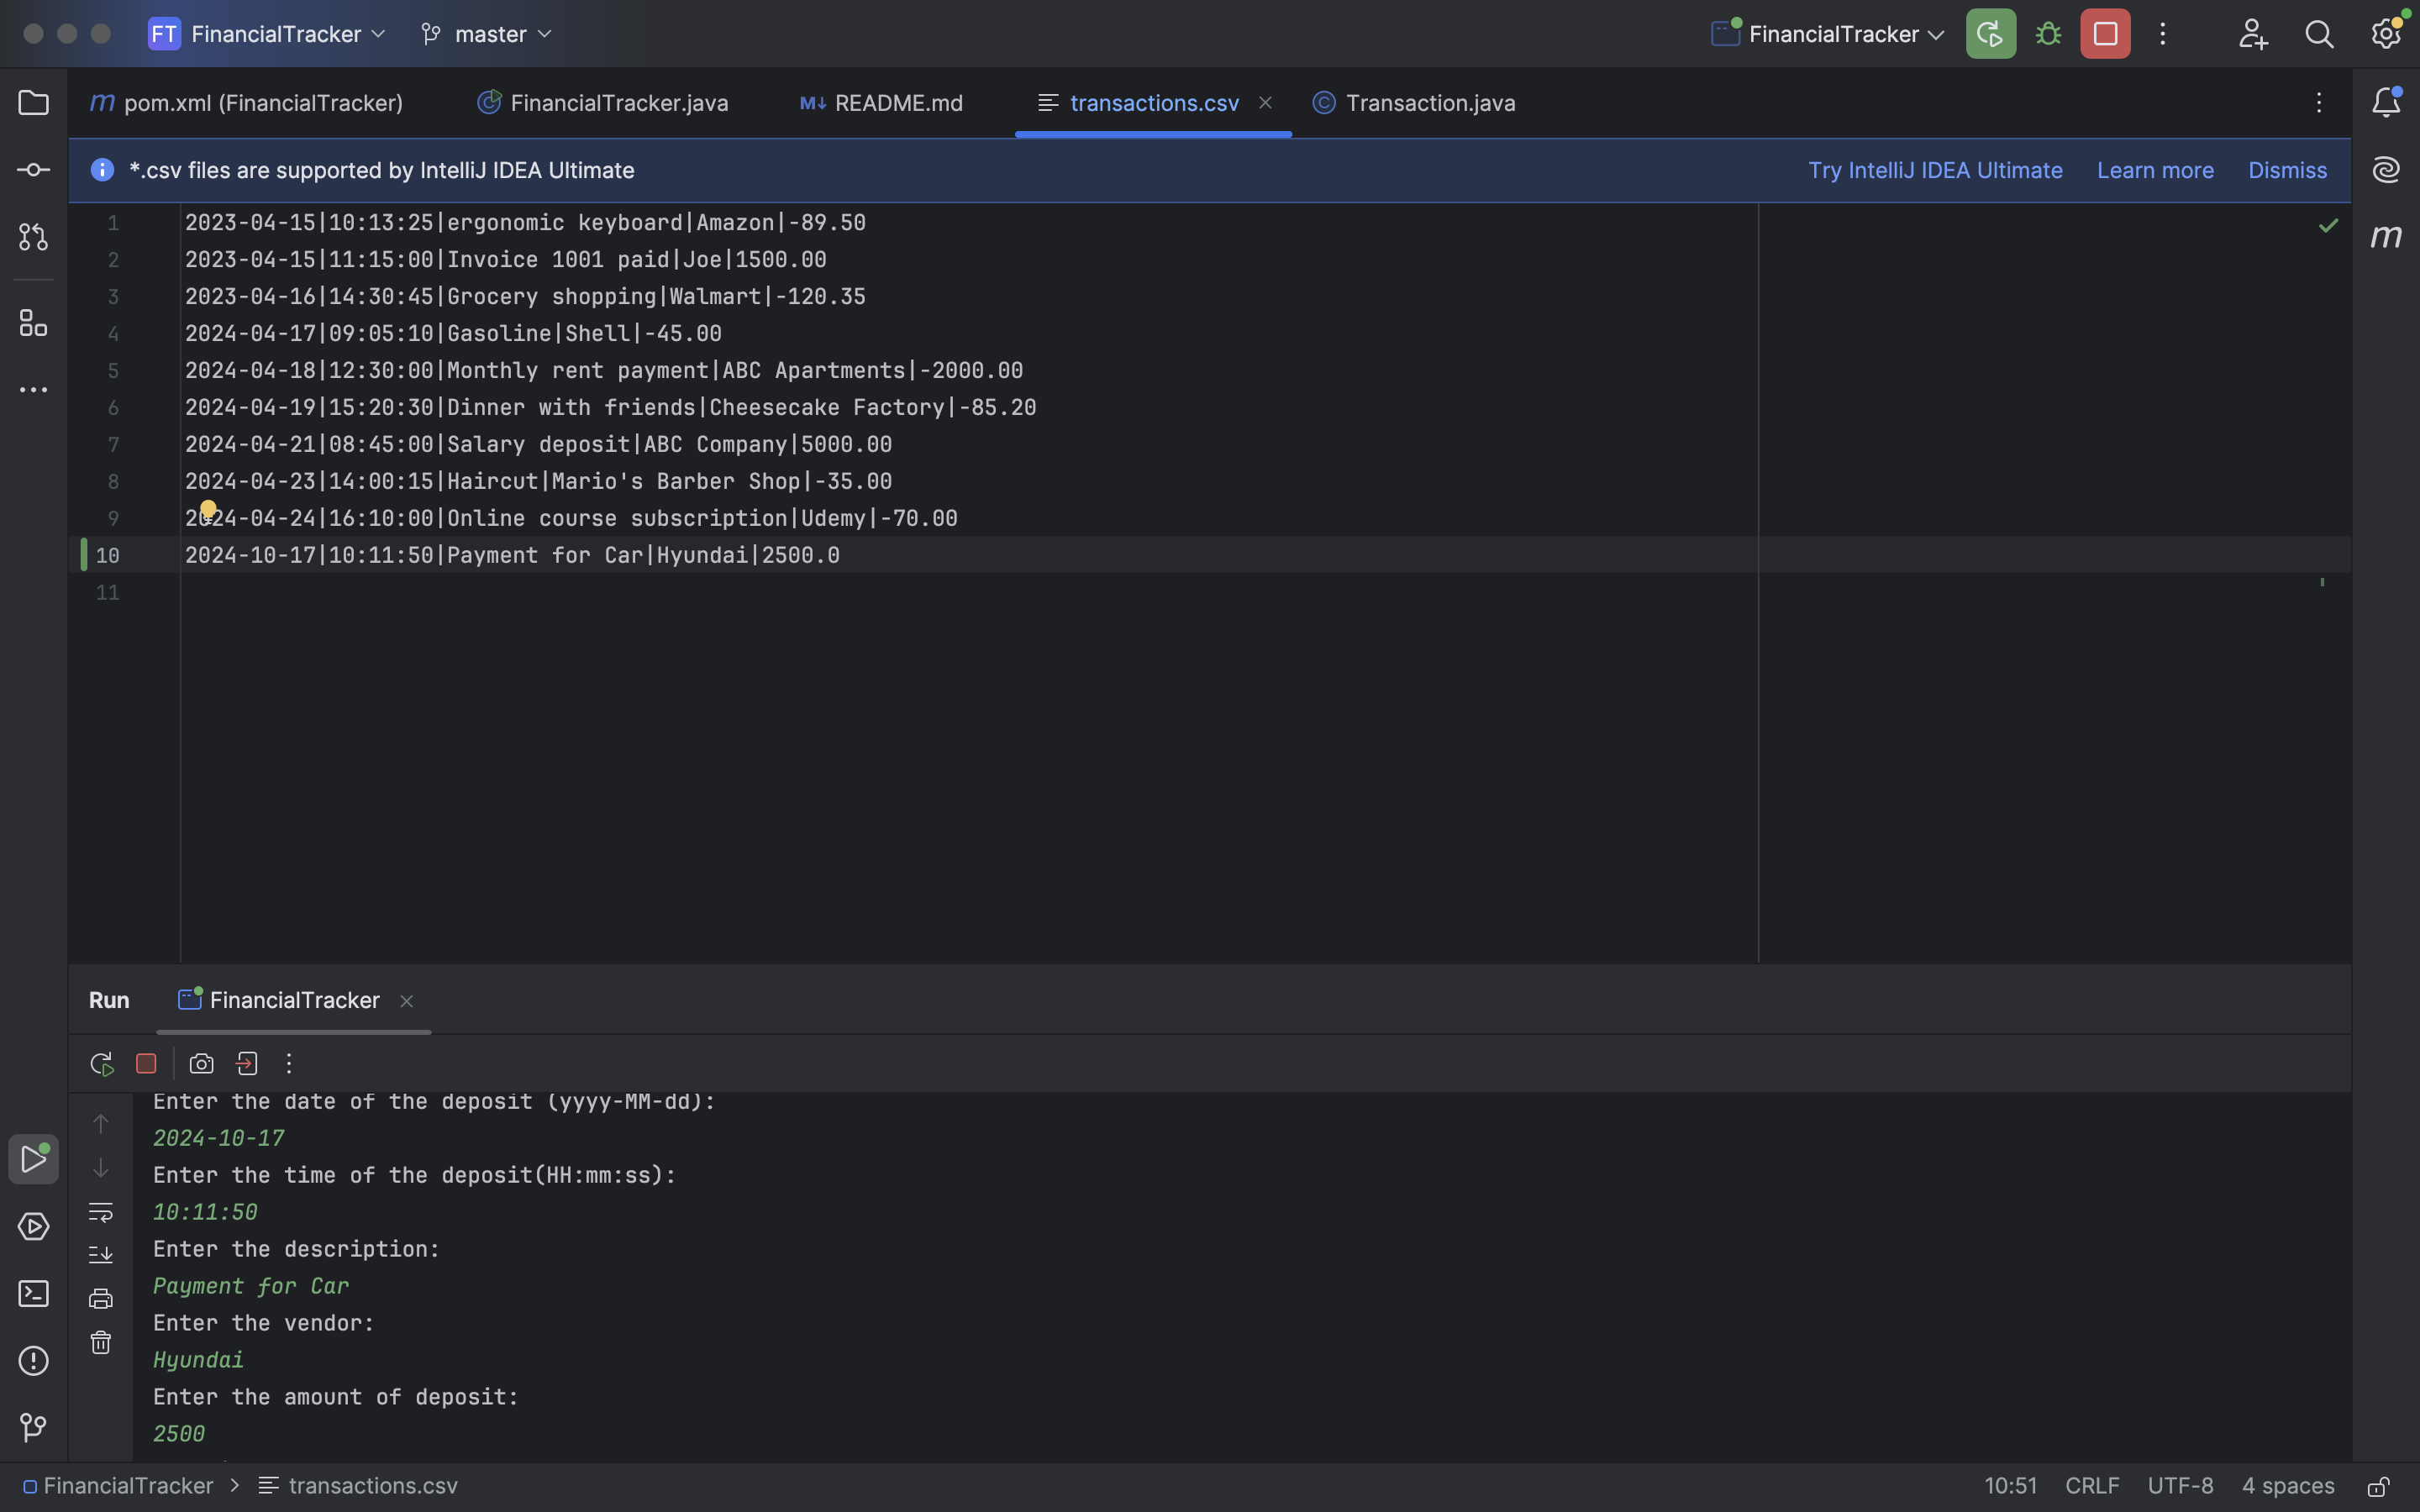 FT FinancialTracker master FinancialTracker
pom.xml (FinancialTracker) FinancialTracker.java README.md transactions.csv Transaction.java
*.csv files are supported by IntelliJ IDEA Ultimate Try IntelliJ IDEA Ultimate Learn more Dismiss
1 2023-04-15|10:13:25|ergonomic keyboard|Amazon|-89.50
2 2023-04-15|11:15:00|Invoice 1001 paid|Joe|1500.00
3 2023-04-16|14:30:45|Grocery shopping|Walmart|-120.35
4 2024-04-17|09:05:10|Gasoline|Shell|-45.00
5 2024-04-18|12:30:00|Monthly rent payment|ABC Apartments|-2000.00
6 2024-04-19|15:20:30|Dinner with friends|Cheesecake Factory|-85.20
7 2024-04-21|08:45:00|Salary deposit|ABC Company|5000.00
8 2024-04-23|14:00:15|Haircut|Mario's Barber Shop|-35.00
9 2024-04-24|16:10:00|Online course subscription|Udemy|-70.00
10 2024-10-17|10:11:50|Payment for Car|Hyundai|2500.0
11
Run FinancialTracker
Enter the date of the deposit (yyyy-MM-dd):
2024-10-17
Enter the time of the deposit(HH:mm:ss):
10:11:50
Enter the description:
Payment for Car
Enter the vendor:
Hyundai
Enter the amount of deposit:
2500
FinancialTracker > transactions.csv 10:51 CRLF UTF-8 4 spaces